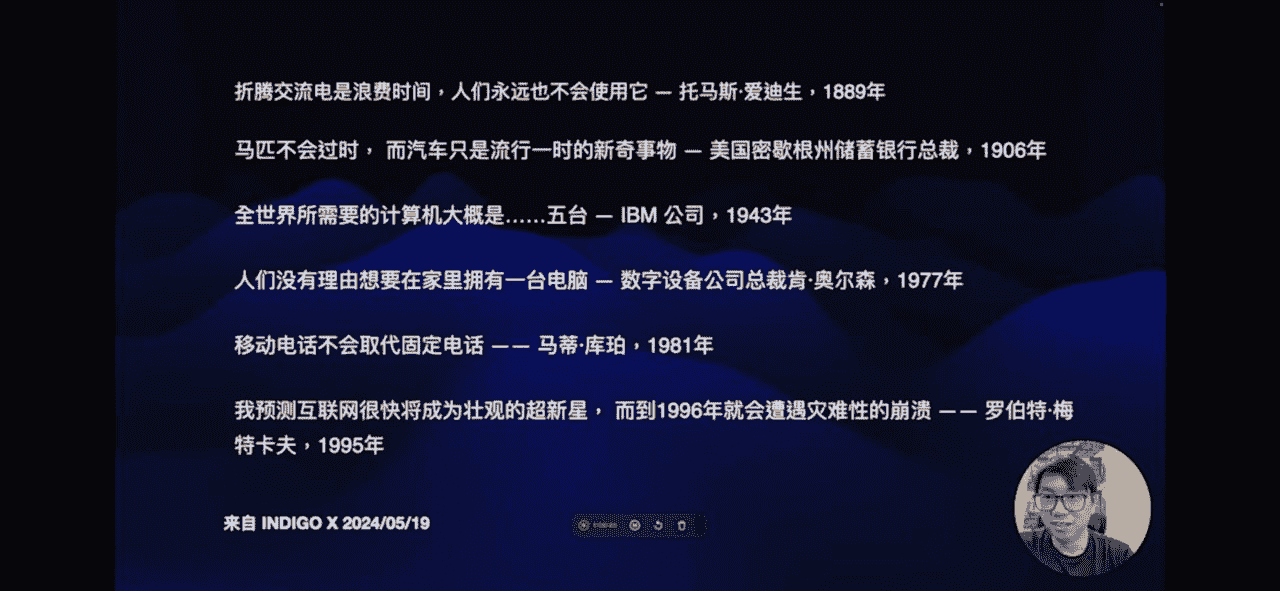 折腾交流电是浪费时间，人们永远也不会使用它 — 托马斯·爱迪生，1889年
马匹不会过时， 而汽车只是流行一时的新奇事物 — 美国密歇根州储蓄银行总裁，1906年
全世界所需要的计算机大概是……五台 — IBM 公司，1943年
人们没有理由想要在家里拥有一台电脑 — 数字设备公司总裁肯·奥尔森，1977年
移动电话不会取代固定电话 —— 马蒂·库珀，1981年
我预测互联网很快将成为壮观的超新星， 而到1996年就会遭遇灾难性的崩溃 —— 罗伯特·梅
特卡夫，1995年
来自 INDIGO X 2024/05/19